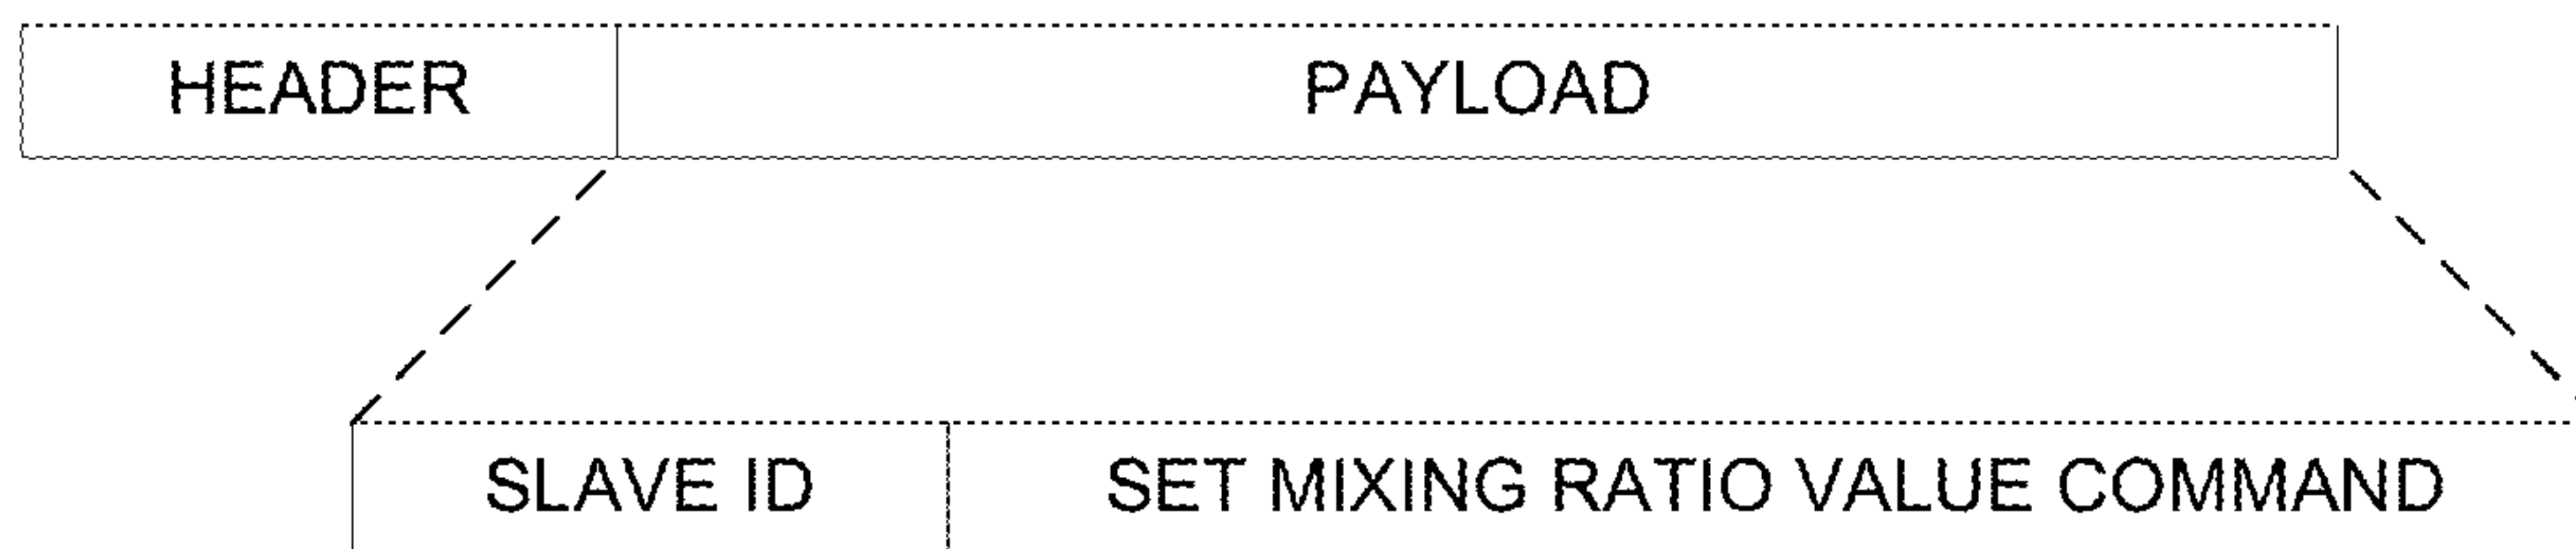 HEADER PAYLOAD
SLAVE ID SET MIXING RATIO VALUE COMMAND